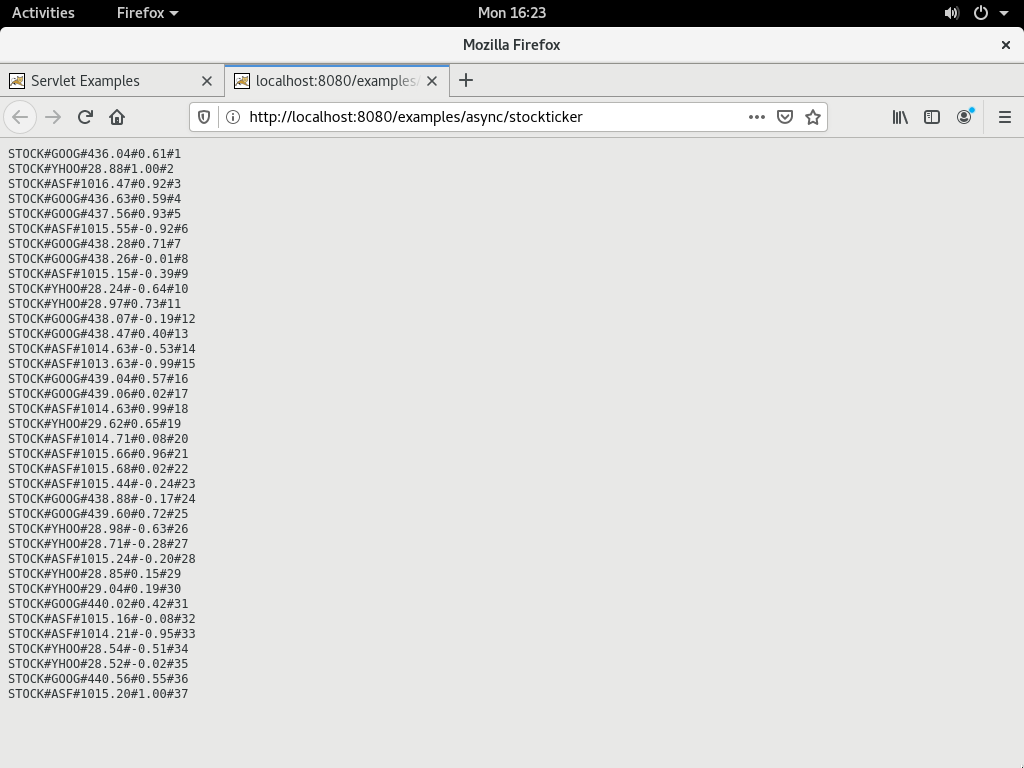 Activities
Firefox
Mon 16:23
Mozilla Firefox
Servlet Examples
localhost:8080/examples/
http://localhost:8080/examples/async/stockticker
STOCK#GOOG#436.04#0.61#1
STOCK#YHOO#28.88#1.00#2
STOCK#ASF#1016.47#0.92#3
STOCK#GOOG#436.63#0.59#4
STOCK#GOOG#437.56#0.93#5
STOCK#ASF#1015.55#-0.92#6
STOCK#GOOG#438.28#0.71#7
STOCK#GOOG#438.26#-0.01#8
STOCK#ASF#1015.15#-0.39#9
STOCK#YHOO#28.24#-0.64#10
STOCK#YHOO#28.97#0.73#11
STOCK#GOOG#438.07#-0.19#12
STOCK#GOOG#438.47#0.40#13
STOCK#ASF#1014.63#-0.53#14
STOCK#ASF#1013.63#-0.99#15
STOCK#GOOG#439.04#0.57#16
STOCK#GOOG#439.06#0.02#17
STOCK#ASF#1014.63#0.99#18
STOCK#YHOO#29.62#0.65#19
STOCK#ASF#1014.71#0.08#20
STOCK#ASF#1015.66#0.96#21
STOCK#ASF#1015.68#0.02#22
STOCK#ASF#1015.44#-0.24#23
STOCK#GOOG#438.88#-0.17#24
STOCK#GOOG#439.60#0.72#25
STOCK#YHOO#28.98#-0.63#26
STOCK#YHOO#28.71#-0.28#27
STOCK#ASF#1015.24#-0.20#28
STOCK#YHOO#28.85#0.15#29
STOCK#YHOO#29.04#0.19#30
STOCK#GOOG#440.02#0.42#31
STOCK#ASF#1015.16#-0.08#32
STOCK#ASF#1014.21#-0.95#33
STOCK#YHOO#28.54#-0.51#34
STOCK#YHOO#28.52#-0.02#35
STOCK#GOOG#440.56#0.55#36
STOCK#ASF#1015.20#1.00#37